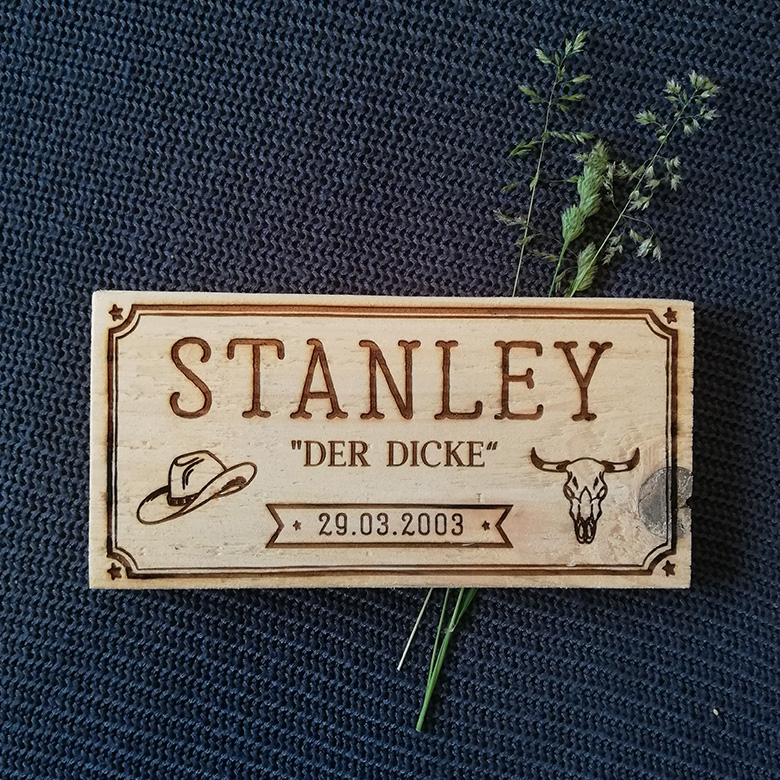 STANLEY
"DER DICKE“
29.03.2003